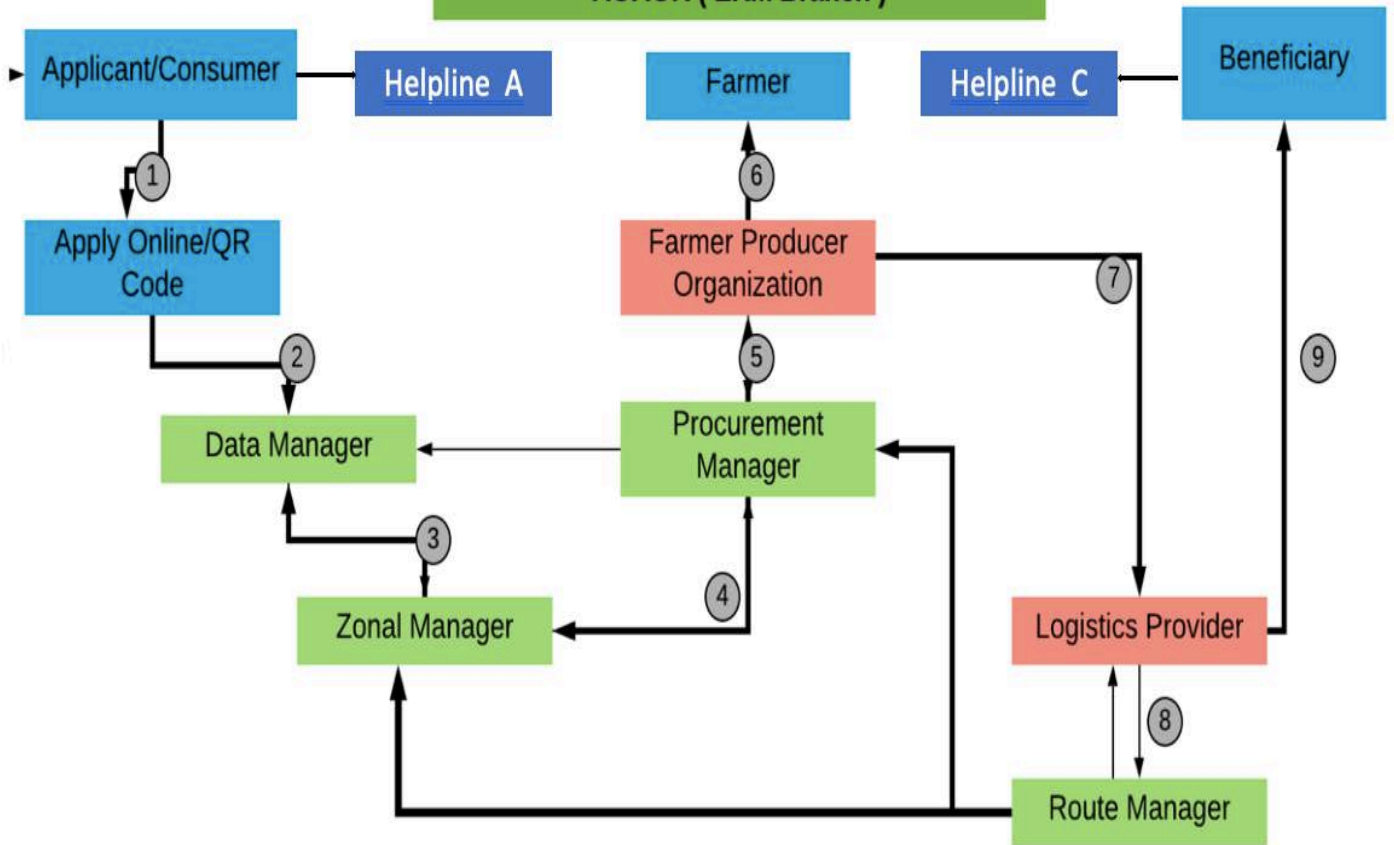 Applicant/Consumer
Helpline A
Farmer
Helpline C
Beneficiary
1
6
Apply Online/QR
Code
Farmer Producer
Organization
7
2
5
9
Data Manager
Procurement
Manager
3
4
Zonal Manager
Logistics Provider
8
Route Manager